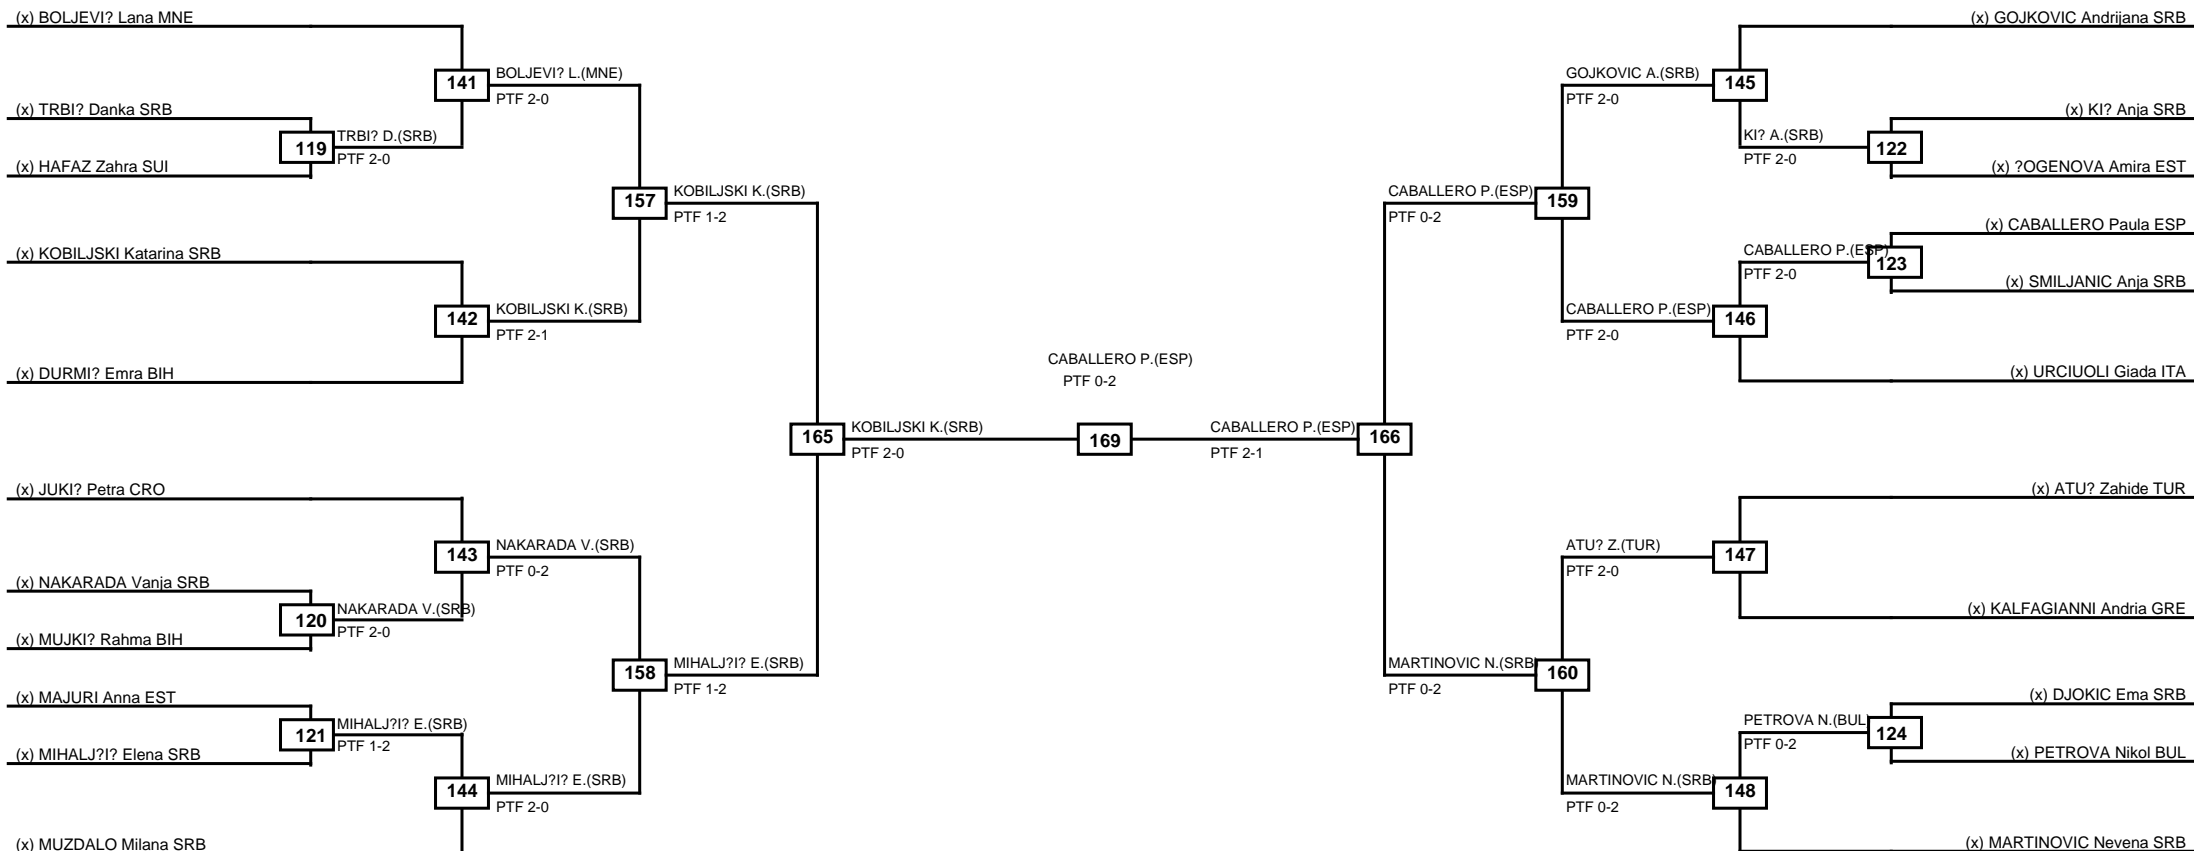 (x) BOLJEVI? Lana MNE
(x) GOJKOVIC Andrijana SRB
141
BOLJEVI? L.(MNE)
PTF 2-0
GOJKOVIC A.(SRB)
PTF 2-0
145
(x) TRBI? Danka SRB
119
TRBI? D.(SRB)
PTF 2-0
(x) HAFAZ Zahra SUI
(x) KI? Anja SRB
KI? A.(SRB)
PTF 2-0
122
(x) ?OGENOVA Amira EST
157
KOBILJSKI K.(SRB)
PTF 1-2
CABALLERO P.(ESP)
PTF 0-2
159
(x) CABALLERO Paula ESP
CABALLERO P.(ESP)
PTF 2-0
123
(x) SMILJANIC Anja SRB
(x) KOBILJSKI Katarina SRB
142
KOBILJSKI K.(SRB)
PTF 2-1
CABALLERO P.(ESP)
PTF 2-0
146
(x) DURMI? Emra BIH
(x) URCIUOLI Giada ITA
CABALLERO P.(ESP)
PTF 0-2
165
KOBILJSKI K.(SRB)
PTF 2-0
169
CABALLERO P.(ESP)
PTF 2-1
166
(x) JUKI? Petra CRO
(x) ATU? Zahide TUR
143
NAKARADA V.(SRB)
PTF 0-2
ATU? Z.(TUR)
PTF 2-0
147
(x) NAKARADA Vanja SRB
120
NAKARADA V.(SRB)
PTF 2-0
(x) MUJKI? Rahma BIH
(x) KALFAGIANNI Andria GRE
158
MIHALJ?I? E.(SRB)
PTF 1-2
MARTINOVIC N.(SRB)
PTF 0-2
160
(x) MAJURI Anna EST
121
MIHALJ?I? E.(SRB)
PTF 1-2
(x) MIHALJ?I? Elena SRB
(x) DJOKIC Ema SRB
PETROVA N.(BUL)
PTF 0-2
124
(x) PETROVA Nikol BUL
144
MIHALJ?I? E.(SRB)
PTF 2-0
MARTINOVIC N.(SRB)
PTF 0-2
148
(x) MUZDALO Milana SRB
(x) MARTINOVIC Nevena SRB